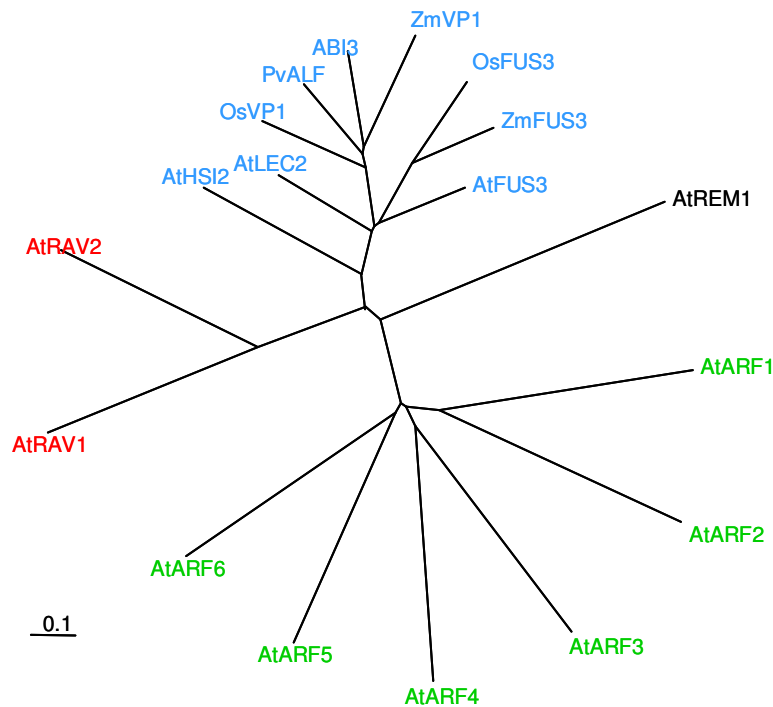 ZmVP1
ABI3
OsFUS3
PvALF
OsVP1
ZmFUS3
AtLEC2
AtHSI2
AtFUS3
AtREM1
AtRAV2
AtARF1
AtRAV1
AtARF2
AtARF6
0.1
AtARF3
AtARF5
AtARF4